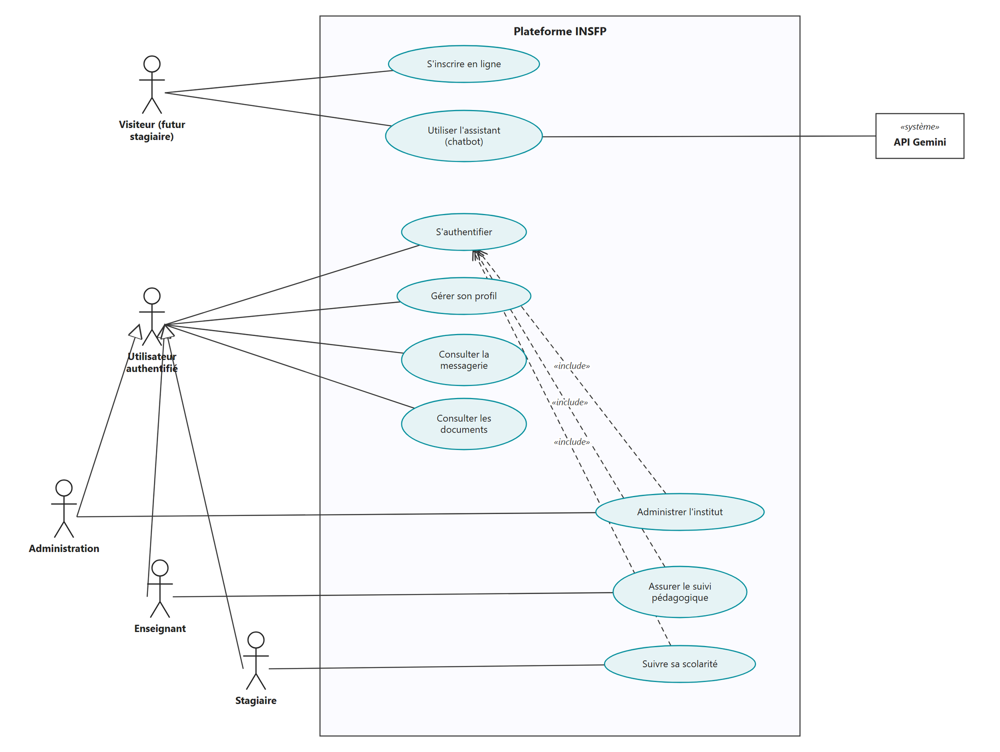 Plateforme INSFP
S'inscrire en ligne
Visiteur (futur
stagiaire)
Utiliser l'assistant
(chatbot)
«système»
API Gemini
S'authentifier
Gérer son profil
Utilisateur
authentifié
Consulter la
messagerie
«include»
«include»
Consulter les
documents
«include»
Administrer l'institut
Administration
Assurer le suivi
pédagogique
Enseignant
Suivre sa scolarité
Stagiaire